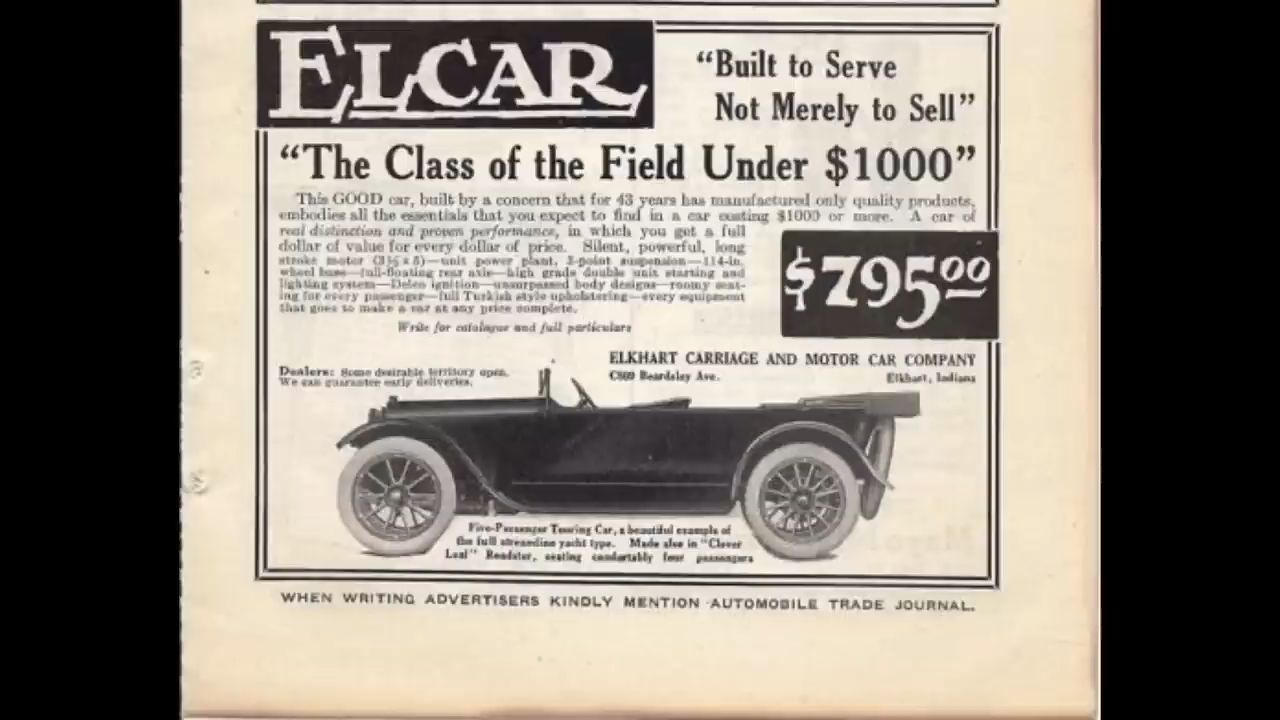 ELCAR
“Built to Serve
Not Merely to Sell”
“The Class of the Field Under $1000”
This GOOD car, built by a concern that for 43 years has manufactured only quality products,
embodies all the essentials that you expect to find in a car costing $1000 or more. A car of
real distinction and proven performance, in which you get a full
dollar of value for every dollar of price. Silent, powerful, long
stroke motor (3½ x 5)—unit power plant, 3-point suspension—114-in.
wheel base—full-floating rear axle—high grade double unit starting and
lighting system—Delco ignition—unsurpassed body designs—roomy seat-
ing for every passenger—full Turkish style upholstering—every equipment
that goes to make a car at any price complete.
$795.00
Write for catalogue and full particulars
ELKHART CARRIAGE AND MOTOR CAR COMPANY
Beardsley Ave. Elkhart, Indiana
Dealers: Some desirable territory open.
We can guarantee early deliveries.
Five-Passenger Touring Car, a beautiful example of
the full streamline yacht type. Made also in “Clover
Leaf” Roadster, seating comfortably four passengers
WHEN WRITING ADVERTISERS KINDLY MENTION AUTOMOBILE TRADE JOURNAL.